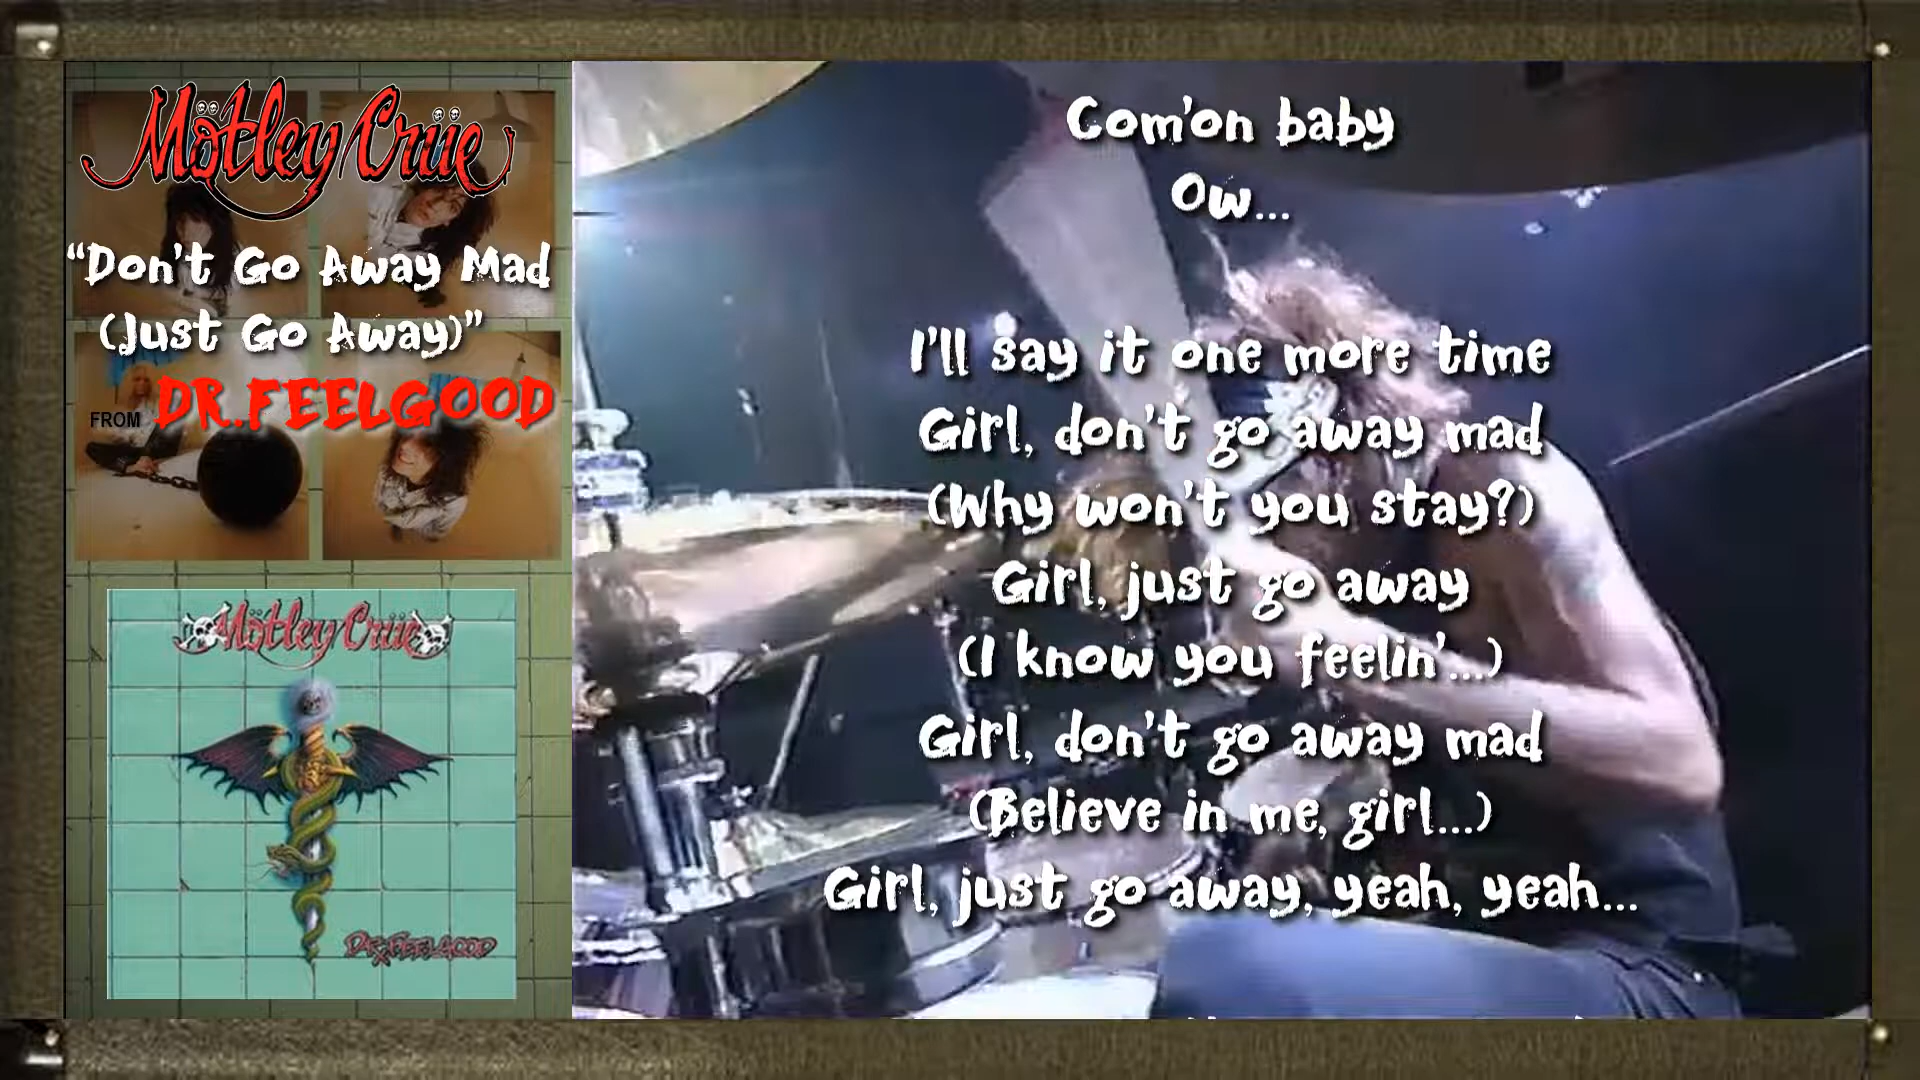 Mötley Crüe
“Don't Go Away Mad
(Just Go Away)”
FROM DR.FEELGOOD
Mötley Crüe
DR.FEELGOOD
Com'on baby
Ow...
I'll say it one more time
Girl, don't go away mad
(Why won't you stay?)
Girl, just go away
(I know you feelin'...)
Girl, don't go away mad
(Believe in me, girl...)
Girl, just go away, yeah, yeah...